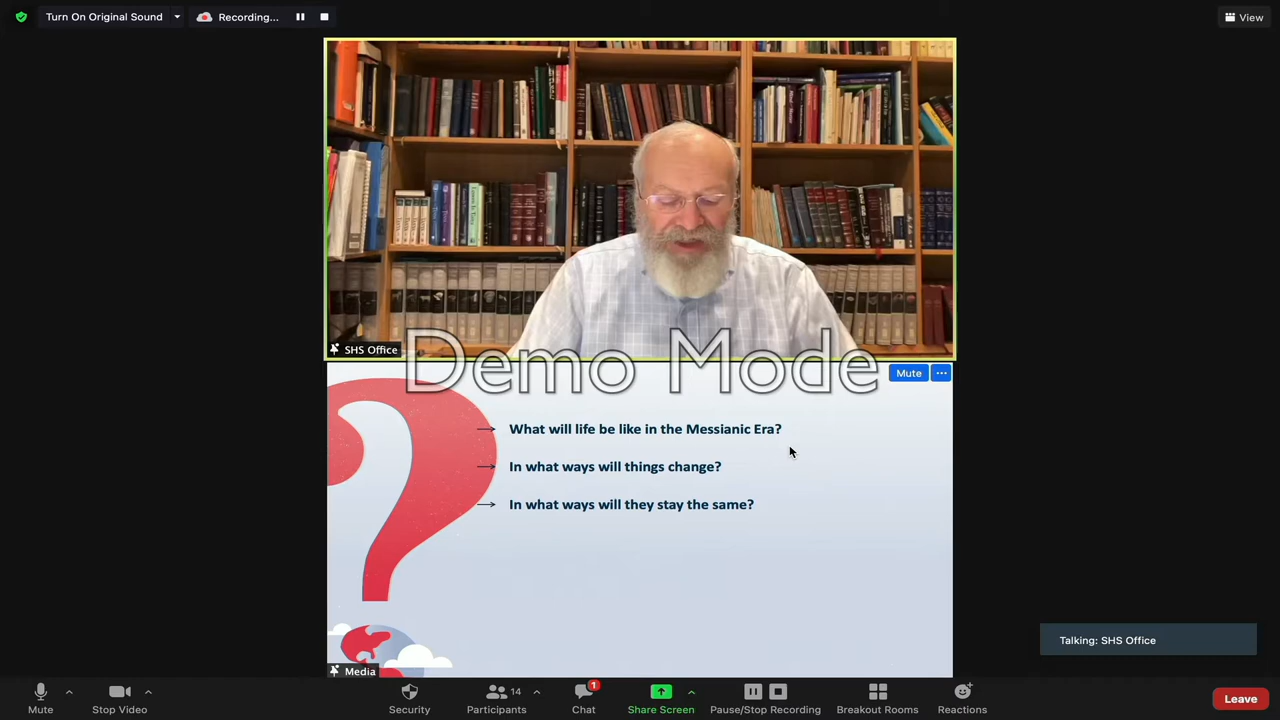 Turn On Original Sound
Recording...
View
SHS Office
Demo Mode
Mute
What will life be like in the Messianic Era?
In what ways will things change?
In what ways will they stay the same?
Talking: SHS Office
Media
14
1
Mute
Stop Video
Security
Participants
Chat
Share Screen
Pause/Stop Recording
Breakout Rooms
Reactions
Leave